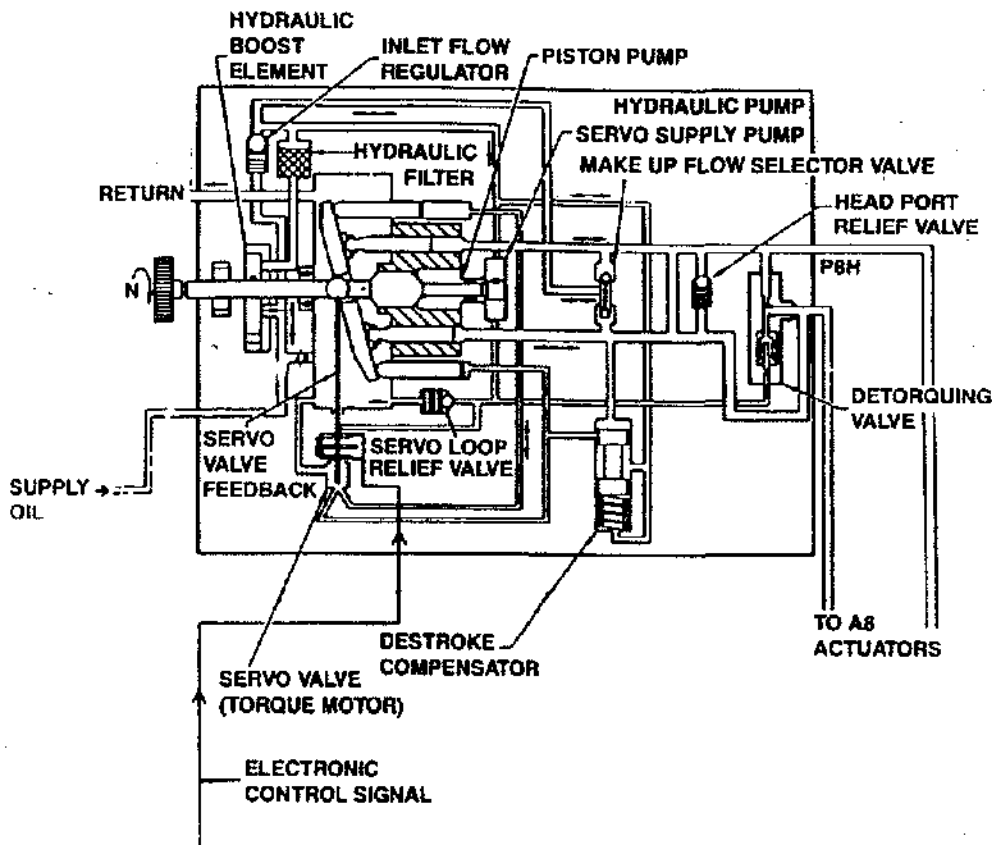 HYDRAULIC
BOOST
ELEMENT
INLET FLOW
REGULATOR
PISTON PUMP
HYDRAULIC PUMP
SERVO SUPPLY PUMP
MAKE UP FLOW SELECTOR VALVE
HYDRAULIC
FILTER
RETURN
HEAD PORT
RELIEF VALVE
P8H
N
DETORQUING
VALVE
SERVO
VALVE
FEEDBACK
SERVO LOOP
RELIEF VALVE
SUPPLY
OIL
TO A8
ACTUATORS
DESTROKE
COMPENSATOR
SERVO VALVE
(TORQUE MOTOR)
ELECTRONIC
CONTROL SIGNAL